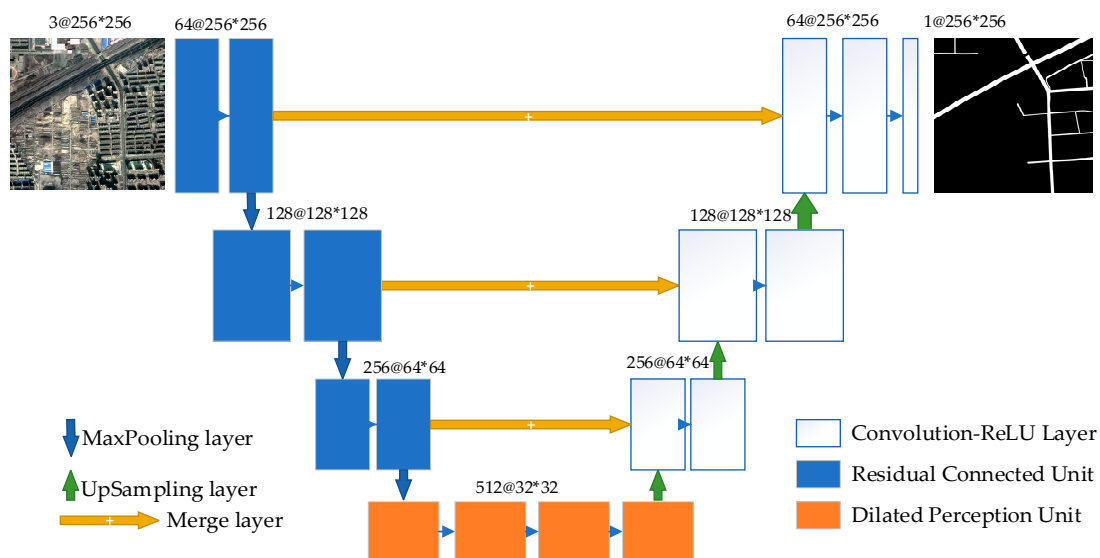 3@256*256
64@256*256
64@256*256
1@256*256
+
128@128*128
128@128*128
+
256@64*64
256@64*64
+
MaxPooling layer
UpSampling layer
+
Merge layer
512@32*32
Convolution-ReLU Layer
Residual Connected Unit
Dilated Perception Unit